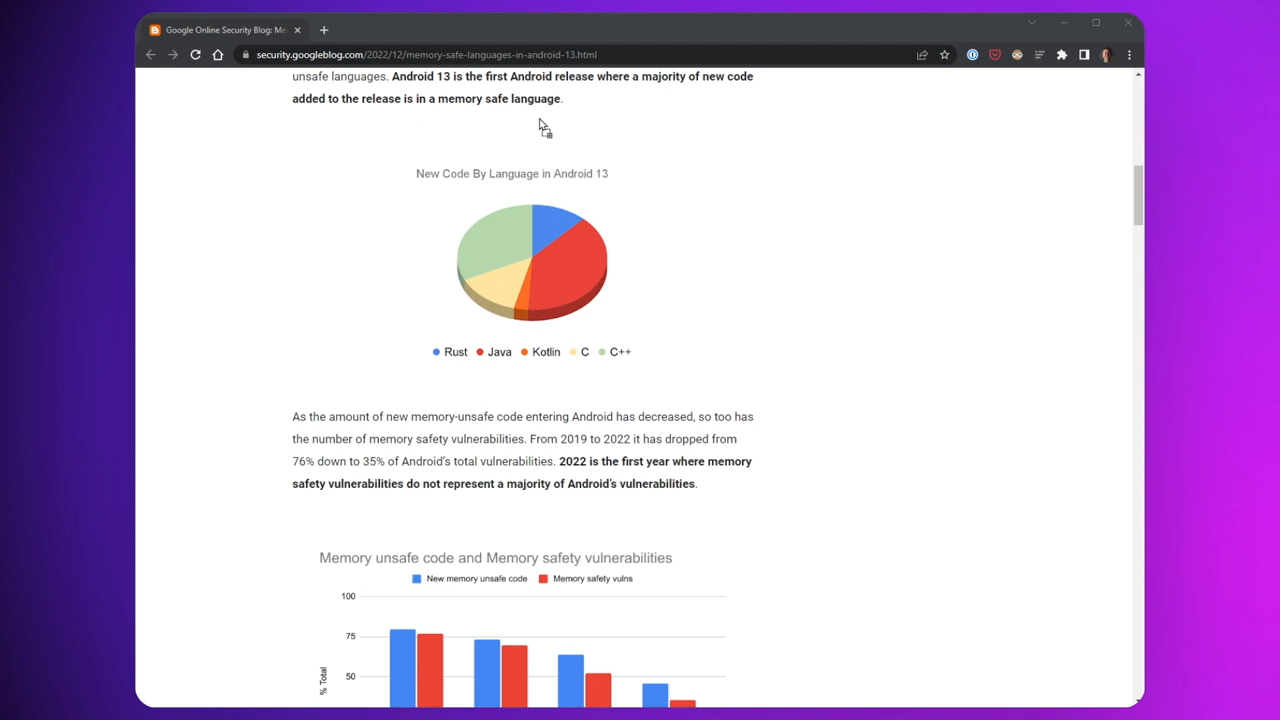 Google Online Security Blog: Me
security.googleblog.com/2022/12/memory-safe-languages-in-android-13.html
unsafe languages. Android 13 is the first Android release where a majority of new code
added to the release is in a memory safe language.
New Code By Language in Android 13
Rust Java Kotlin C C++
As the amount of new memory-unsafe code entering Android has decreased, so too has
the number of memory safety vulnerabilities. From 2019 to 2022 it has dropped from
76% down to 35% of Android's total vulnerabilities. 2022 is the first year where memory
safety vulnerabilities do not represent a majority of Android's vulnerabilities.
Memory unsafe code and Memory safety vulnerabilities
New memory unsafe code Memory safety vulns
100
75
50
% Total